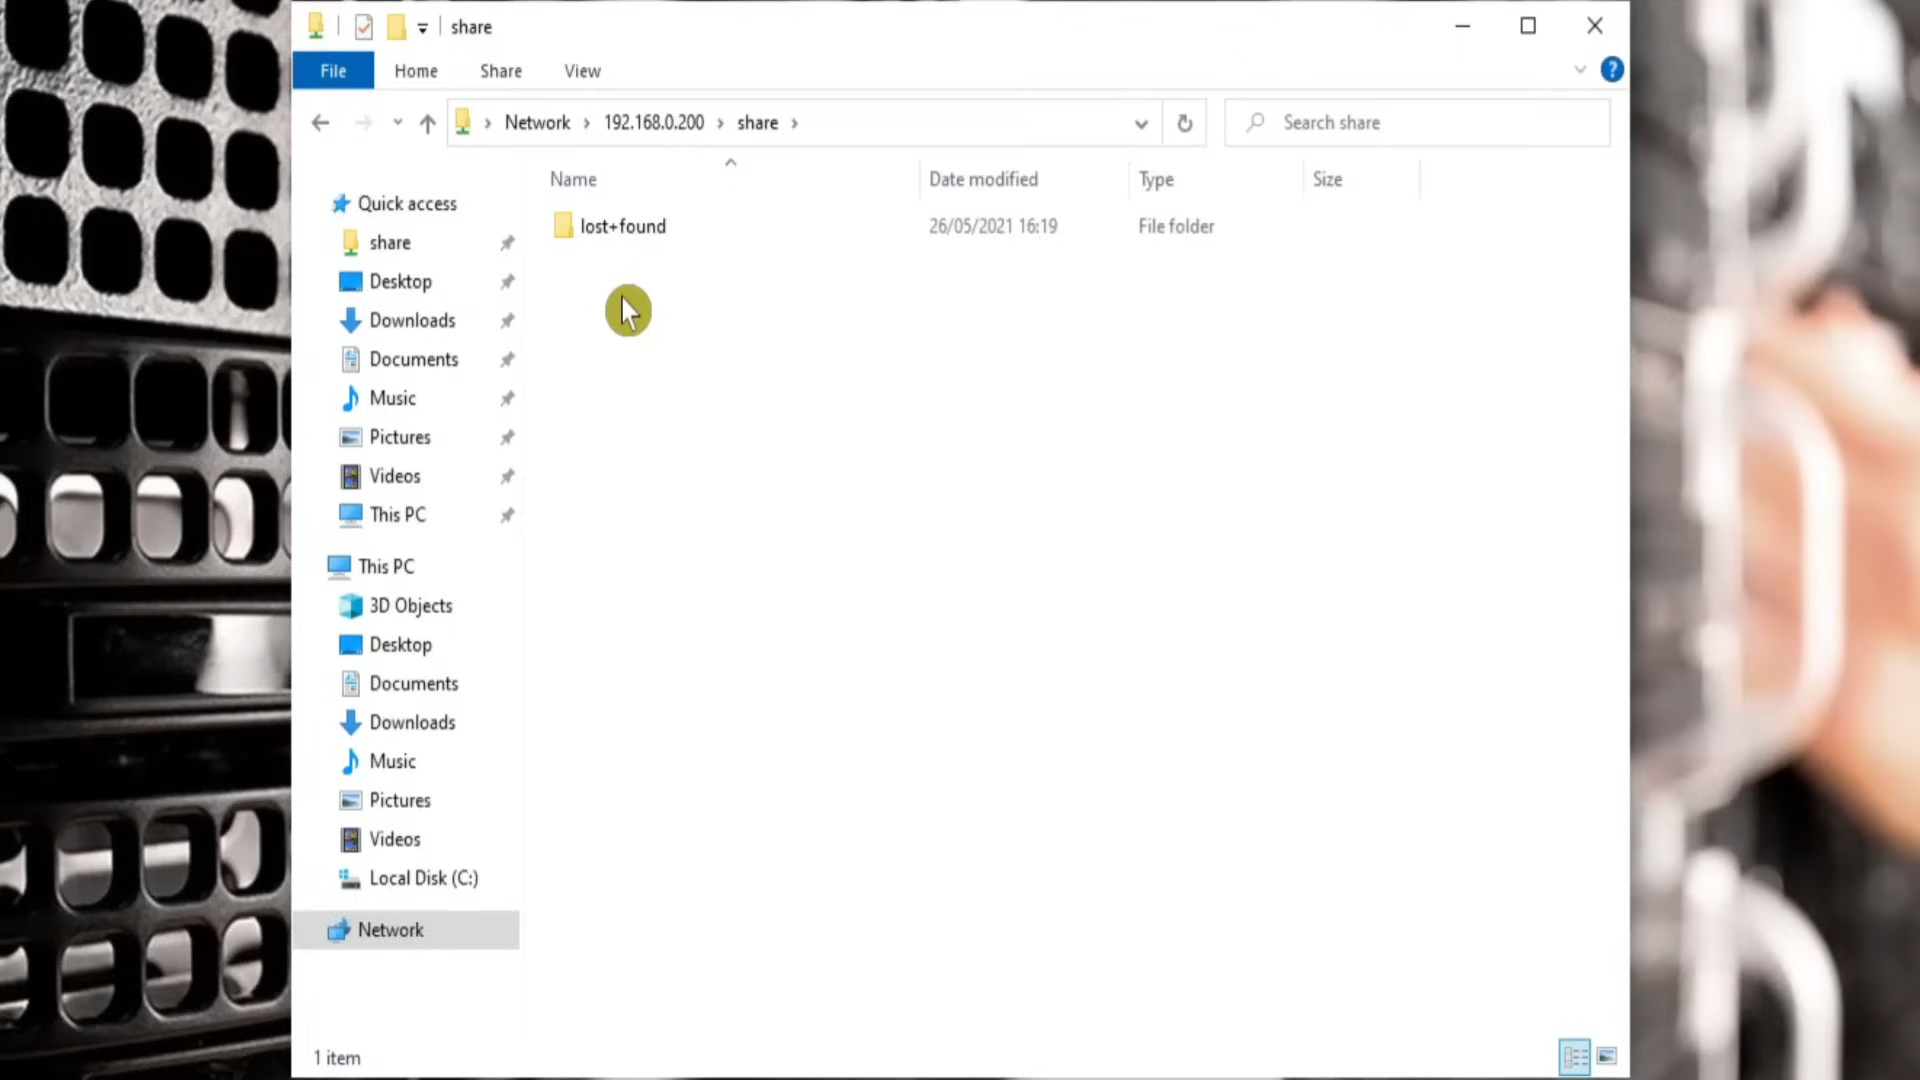 share
File Home Share View
Network 192.168.0.200 share
Search share
Name Date modified Type Size
lost+found 26/05/2021 16:19 File folder
Quick access
share
Desktop
Downloads
Documents
Music
Pictures
Videos
This PC
This PC
3D Objects
Desktop
Documents
Downloads
Music
Pictures
Videos
Local Disk (C:)
Network
1 item